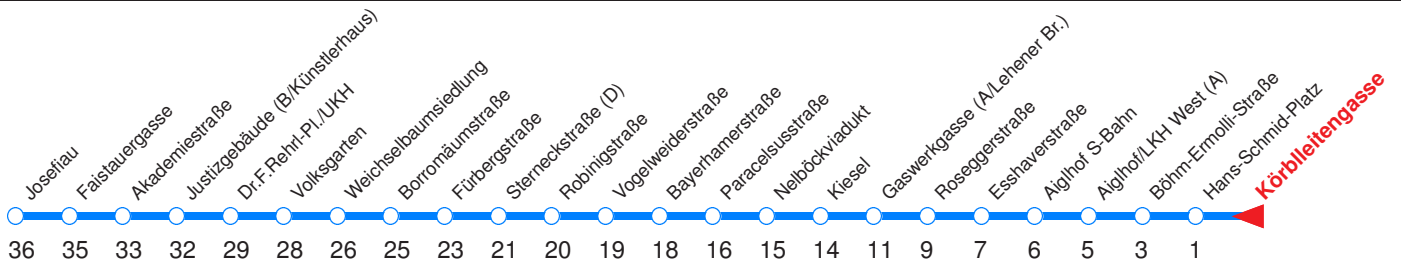 Josefiau
Faistauergasse
Akademiestraße
Justizgebäude (B/Künstlerhaus)
Dr.F.Rehrl-Pl./UKH
Volksgarten
Weichselbaumsiedlung
Borromäumstraße
Fürbergstraße
Sterneckstraße (D)
Robinigstraße
Vogelweiderstraße
Bayerhamerstraße
Paracelsusstraße
Nelböckviadukt
Kiesel
Gaswerkgasse (A/Lehener Br.)
Roseggerstraße
Esshaverstraße
Aiglhof S-Bahn
Aiglhof/LKH West (A)
Böhm-Ermolli-Straße
Hans-Schmid-Platz
Körblleitengasse
36 35 33 32 29 28 26 25 23 21 20 19 18 16 15 14 11 9 7 6 5 3 1